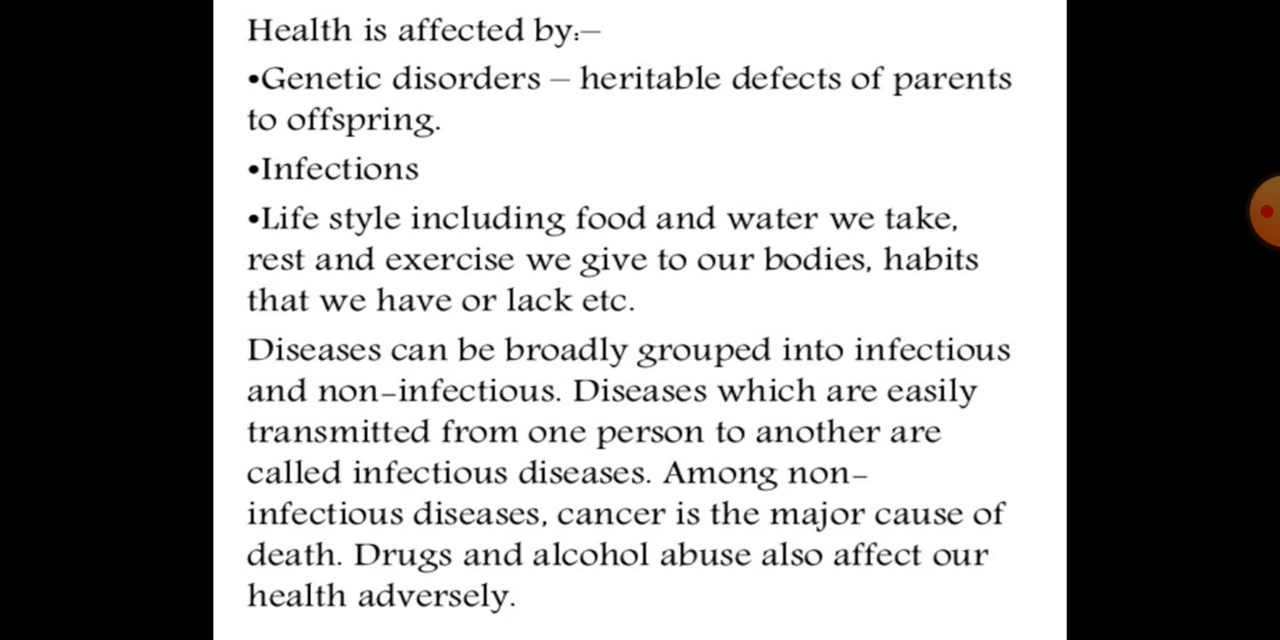 Health is affected by:–
•Genetic disorders – heritable defects of parents
to offspring.
•Infections
•Life style including food and water we take,
rest and exercise we give to our bodies, habits
that we have or lack etc.
Diseases can be broadly grouped into infectious
and non-infectious. Diseases which are easily
transmitted from one person to another are
called infectious diseases. Among non-
infectious diseases, cancer is the major cause of
death. Drugs and alcohol abuse also affect our
health adversely.